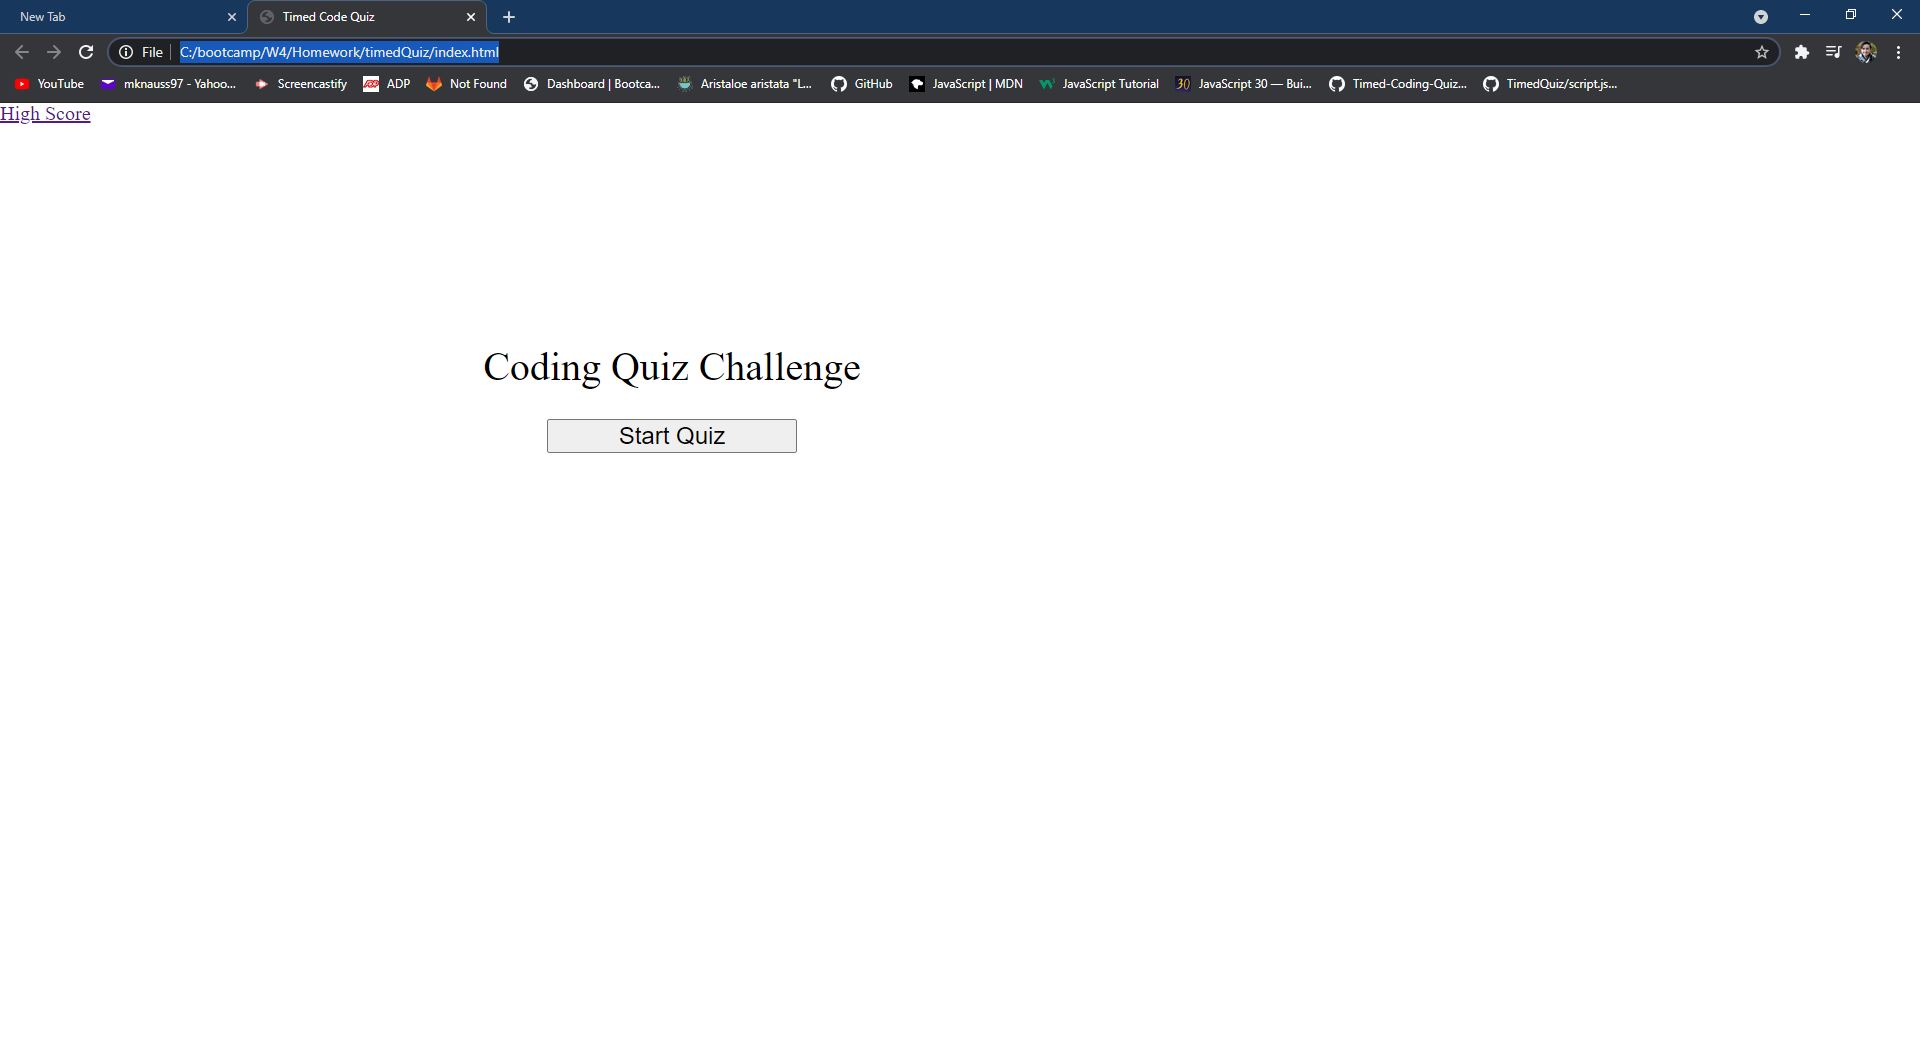 New Tab
Timed Code Quiz
File C:/bootcamp/W4/Homework/timedQuiz/index.html
YouTube mknauss97 - Yahoo... Screencastify ADP Not Found Dashboard | Bootca... Aristaloe aristata "L... GitHub JavaScript | MDN JavaScript Tutorial 30 JavaScript 30 — Bui... Timed-Coding-Quiz... TimedQuiz/script.js...
High Score
Coding Quiz Challenge
Start Quiz